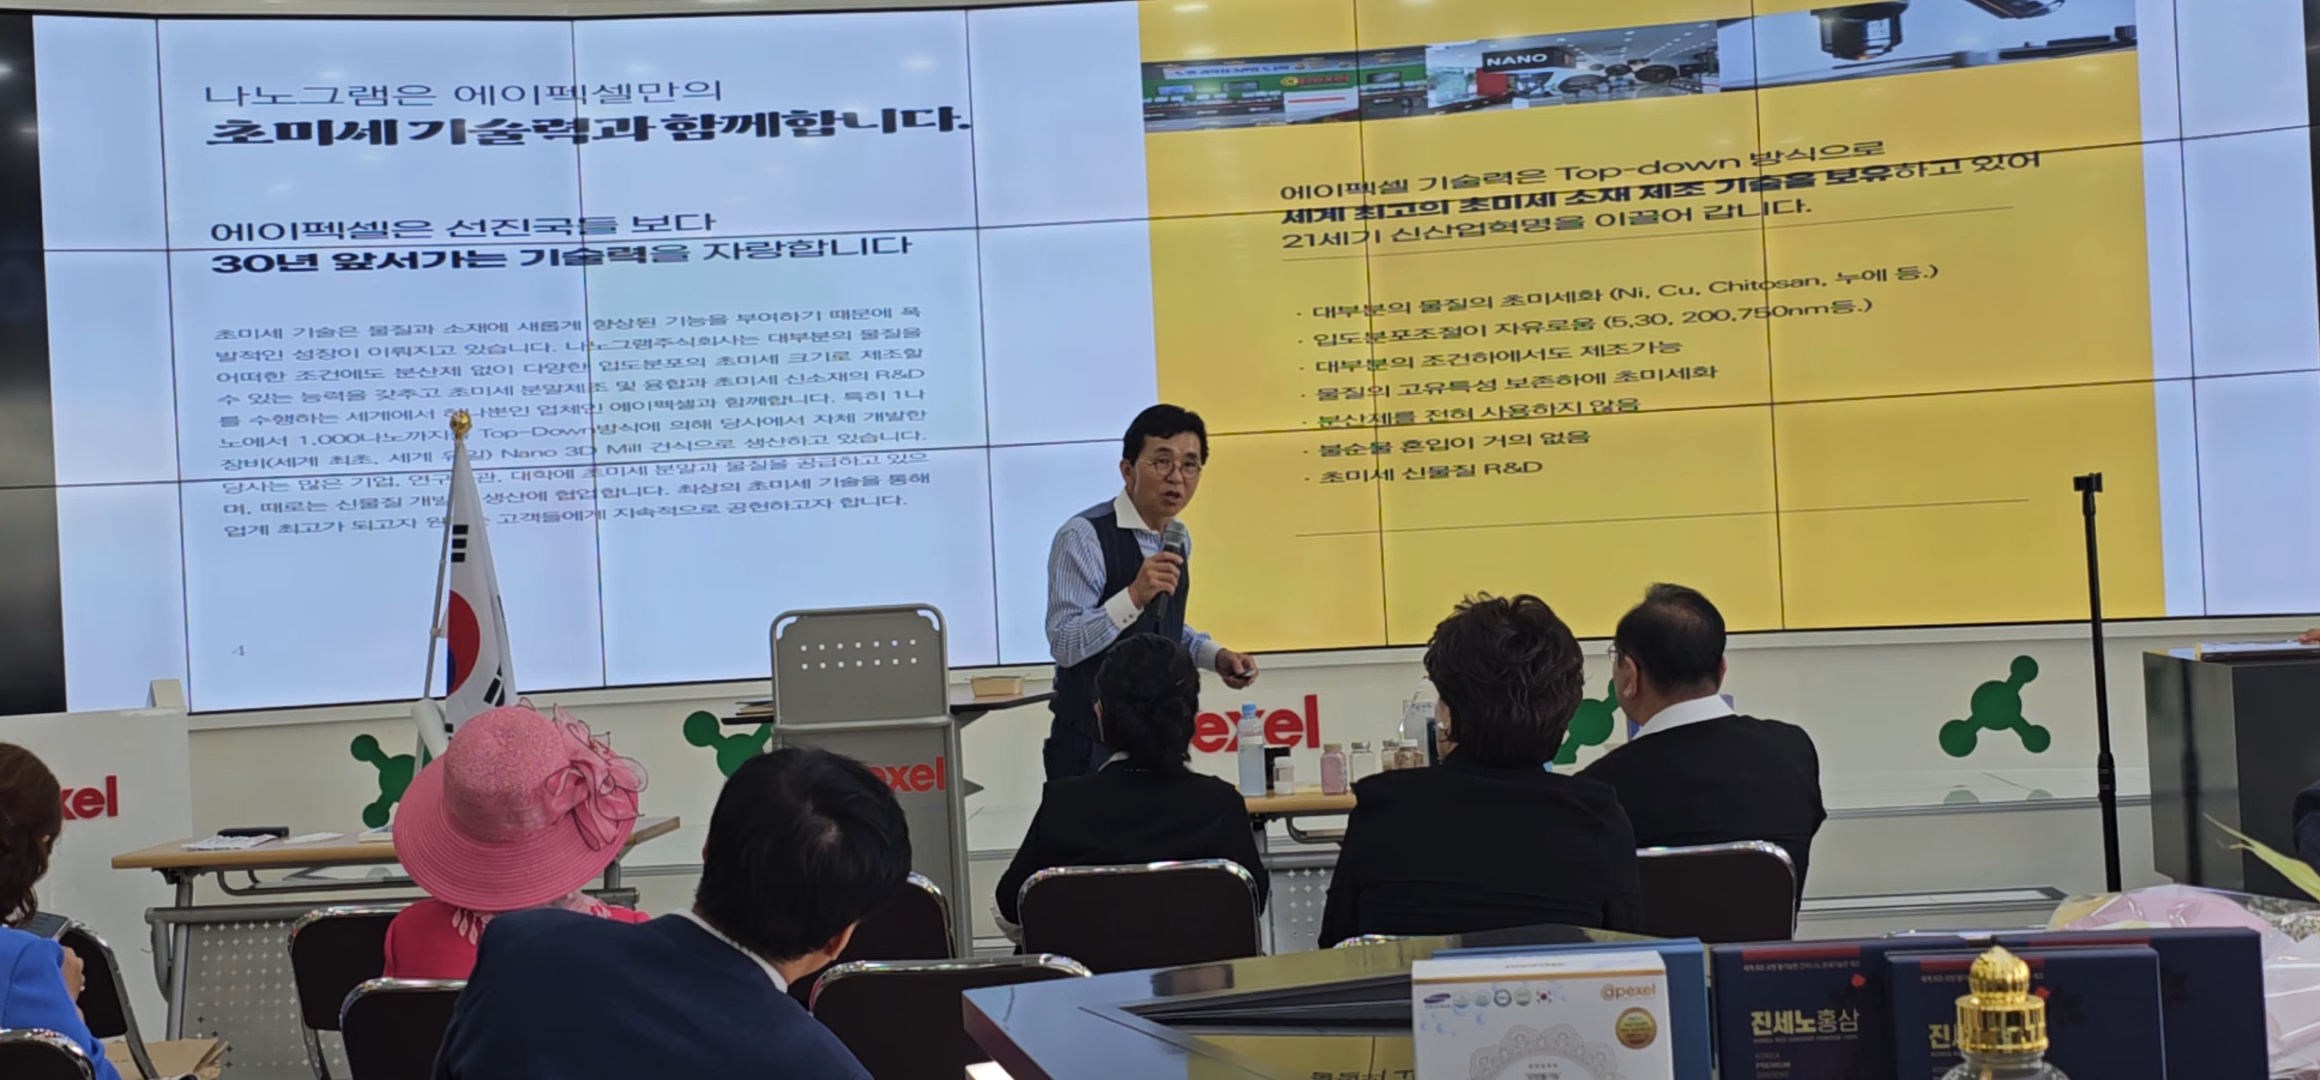 나노그램은 에이펙셀만의
초미세 기술력과 함께합니다.
에이펙셀은 선진국들 보다
30년 앞서가는 기술력을 자랑합니다
초미세 기술은 물질과 소재에 새롭게 향상된 기능을 부여하기 때문에 폭
발적인 성장이 이뤄지고 있습니다. 나노그램주식회사는 대부분의 물질을
어떠한 조건에도 분산제 없이 다양한 입도분포의 초미세 크기로 제조할
수 있는 능력을 갖추고 초미세 분말제조 및 융합과 초미세 신소재의 R&D
를 수행하는 세계에서 하나뿐인 업체인 에이펙셀과 함께합니다. 특히 1나
노에서 1,000나노까지 Top-Down방식에 의해 당사에서 자체 개발한
장비(세계 최초, 세계 유일) Nano 3D Mill 건식으로 생산하고 있습니다.
당사는 많은 기업, 연구 관, 대학에 초미세 분말과 물질을 공급하고 있으
며, 때로는 신물질 개발 생산에 협업합니다. 최상의 초미세 기술을 통해
업계 최고가 되고자 원 고객들에게 지속적으로 공헌하고자 합니다.
4
apexel
NANO
에이펙셀 기술력은 Top-down 방식으로
세계 최고의 초미세 소재 제조 기술을 보유하고 있어
21세기 신산업혁명을 이끌어 갑니다.
· 대부분의 물질의 초미세화 (Ni, Cu, Chitosan, 누에 등.)
· 입도분포조절이 자유로움 (5,30, 200,750nm등.)
· 대부분의 조건하에서도 제조가능
· 물질의 고유특성 보존하에 초미세화
· 분산제를 전혀 사용하지 않음
· 불순물 혼입이 거의 없음
· 초미세 신물질 R&D
xel
exel
pexel
apexel
진세노홍삼
KOREA RED GINSENG POWDER 100%
KOREA
PREMIUM
GINSENG
진